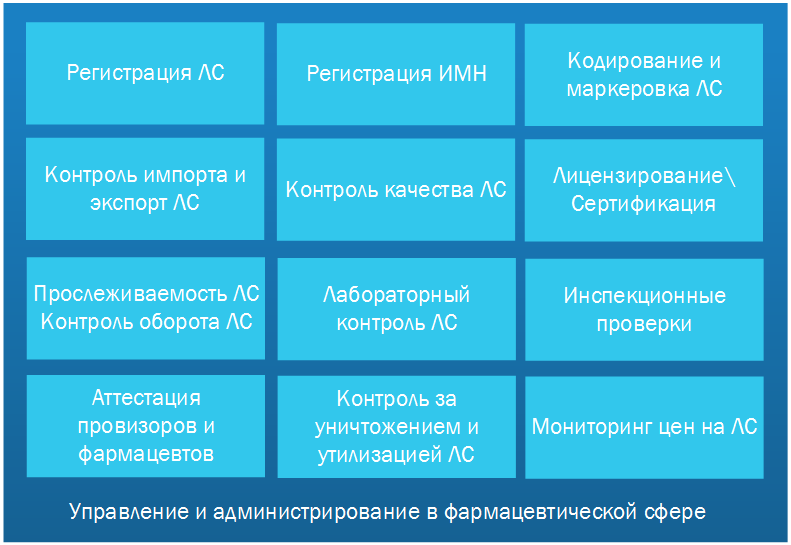 Регистрация ЛС
Регистрация ИМН
Кодирование и
маркеровка ЛС
Контроль импорта и
экспорт ЛС
Контроль качества ЛС
Лицензирование\
Сертификация
Прослеживаемость ЛС
Контроль оборота ЛС
Лабораторный
контроль ЛС
Инспекционные
проверки
Аттестация
провизоров и
фармацевтов
Контроль за
уничтожением и
утилизацией ЛС
Мониторинг цен на ЛС
Управление и администрирование в фармацевтической сфере